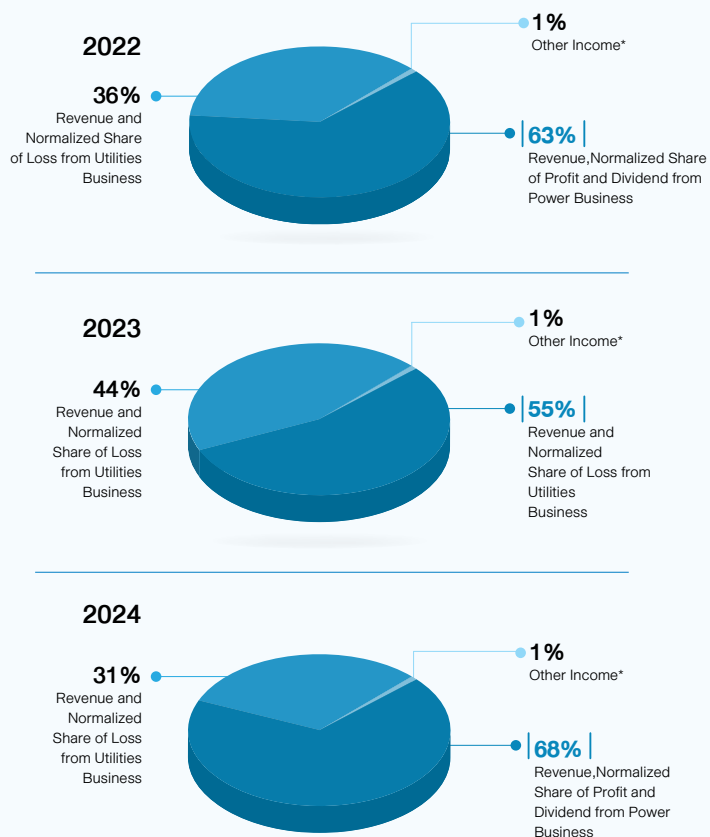 2022
36%
Revenue and
Normalized Share
of Loss from Utilities
Business
1%
Other Income*
63%
Revenue,Normalized Share
of Profit and Dividend from
Power Business
2023
44%
Revenue and
Normalized
Share of Loss
from Utilities
Business
1%
Other Income*
55%
Revenue and
Normalized
Share of Loss from
Utilities
Business
2024
31%
Revenue and
Normalized
Share of Loss
from Utilities
Business
1%
Other Income*
68%
Revenue,Normalized
Share of Profit and
Dividend from Power
Business